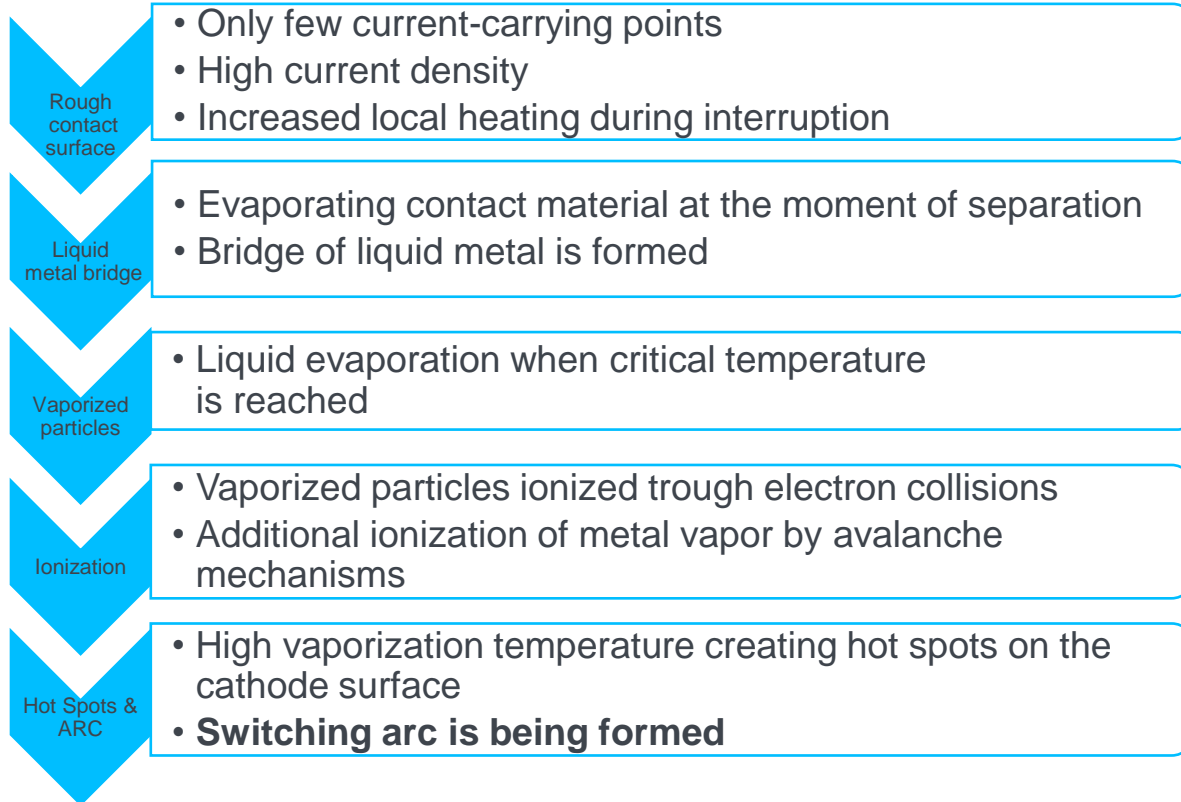 Rough
contact
surface
• Only few current-carrying points
• High current density
• Increased local heating during interruption
Liquid
metal bridge
• Evaporating contact material at the moment of separation
• Bridge of liquid metal is formed
Vaporized
particles
• Liquid evaporation when critical temperature
is reached
Ionization
• Vaporized particles ionized trough electron collisions
• Additional ionization of metal vapor by avalanche
mechanisms
Hot Spots &
ARC
• High vaporization temperature creating hot spots on the
cathode surface
• Switching arc is being formed